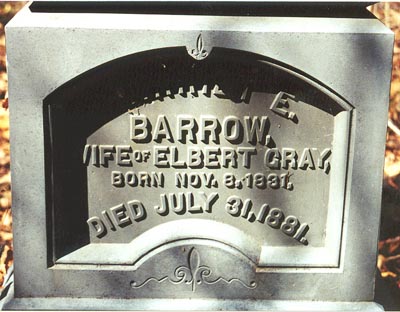 E.
BARROW,
WIFE OF ELBERT GRAY,
BORN NOV. 8, 1831.
DIED JULY 31, 1881.